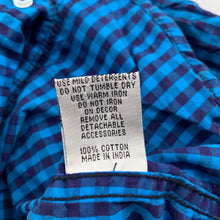 USE MILD DETERGENTS
DO NOT TUMBLE DRY
USE WARM IRON
DO NOT IRON
ON DECOR
REMOVE ALL
DETACHABLE
ACCESSORIES
100% COTTON
MADE IN INDIA